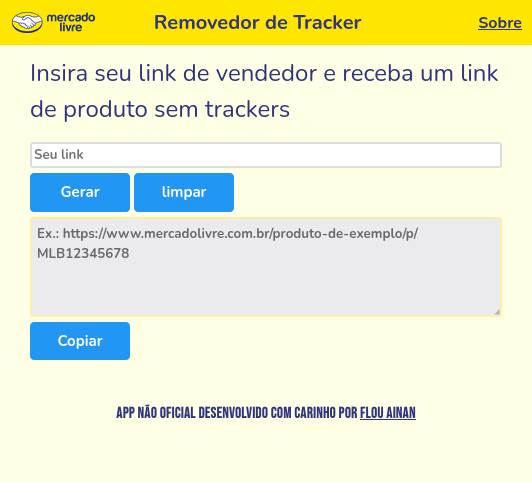 mercado
livre
Removedor de Tracker
Sobre
Insira seu link de vendedor e receba um link
de produto sem trackers
Seu link
Gerar
limpar
Ex.: https://www.mercadolivre.com.br/produto-de-exemplo/p/
MLB12345678
Copiar
APP NÃO OFICIAL DESENVOLVIDO COM CARINHO POR FLOU AINAN